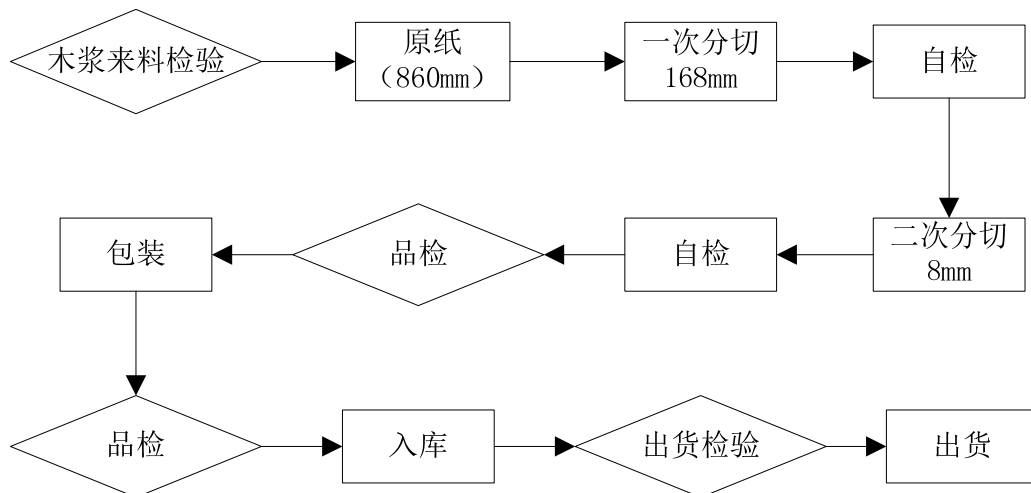 木浆来料检验
原纸
（860mm）
一次分切
168mm
自检
二次分切
8mm
自检
品检
包装
品检
入库
出货检验
出货